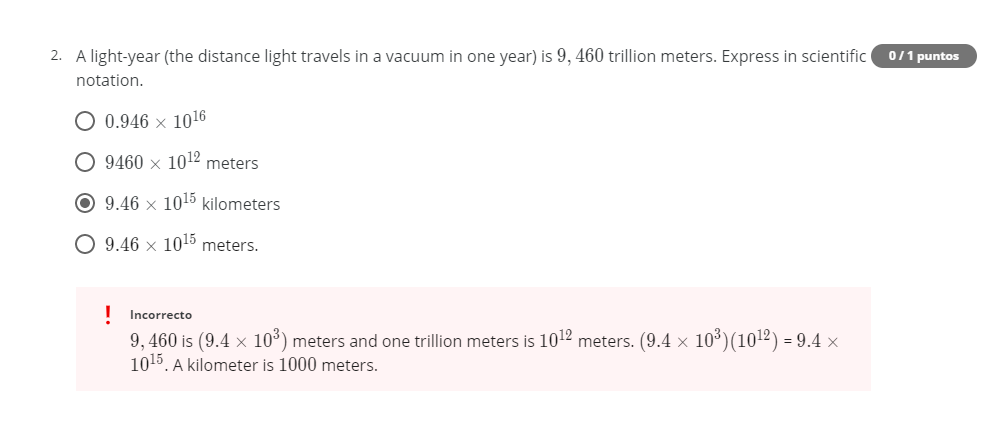 2. A light-year (the distance light travels in a vacuum in one year) is 9, 460 trillion meters. Express in scientific 0 / 1 puntos
notation.
0.946 × 10^16
9460 × 10^12 meters
9.46 × 10^15 kilometers
9.46 × 10^15 meters.
! Incorrecto
9, 460 is (9.4 × 10^3) meters and one trillion meters is 10^12 meters. (9.4 × 10^3)(10^12) = 9.4 ×
10^15. A kilometer is 1000 meters.